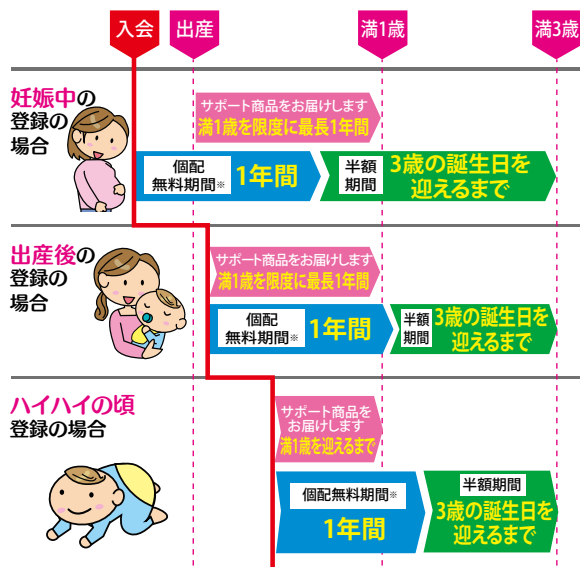 入会
出産
満1歳
満3歳
妊娠中の
登録の
場合
サポート商品をお届けします
満1歳を限度に最長1年間
個配
無料期間※
1年間
半額
期間
3歳の誕生日を
迎えるまで
出産後の
登録の
場合
サポート商品をお届けします
満1歳を限度に最長1年間
個配
無料期間※
1年間
半額
期間
3歳の誕生日を
迎えるまで
ハイハイの頃
登録の場合
サポート商品を
お届けします
満1歳を迎えるまで
個配無料期間※
1年間
半額期間
3歳の誕生日を
迎えるまで